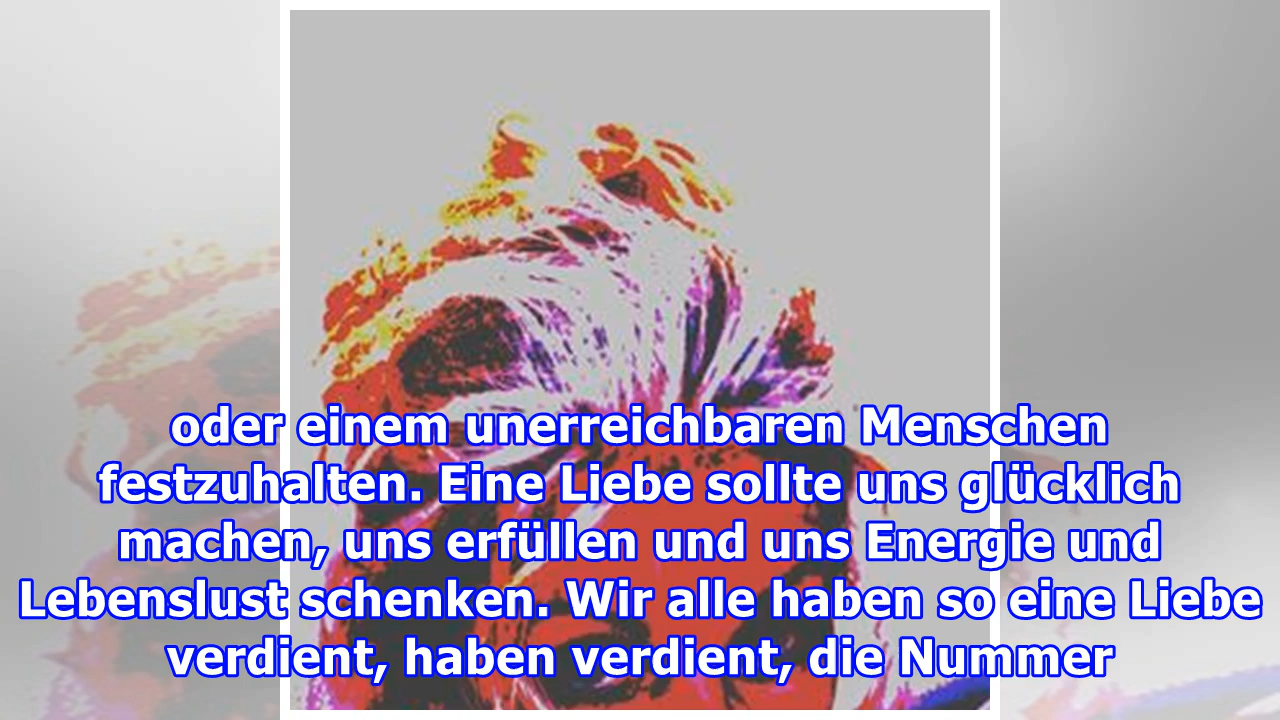 oder einem unerreichbaren Menschen
festzuhalten. Eine Liebe sollte uns glücklich
machen, uns erfüllen und uns Energie und
Lebenslust schenken. Wir alle haben so eine Liebe
verdient, haben verdient, die Nummer